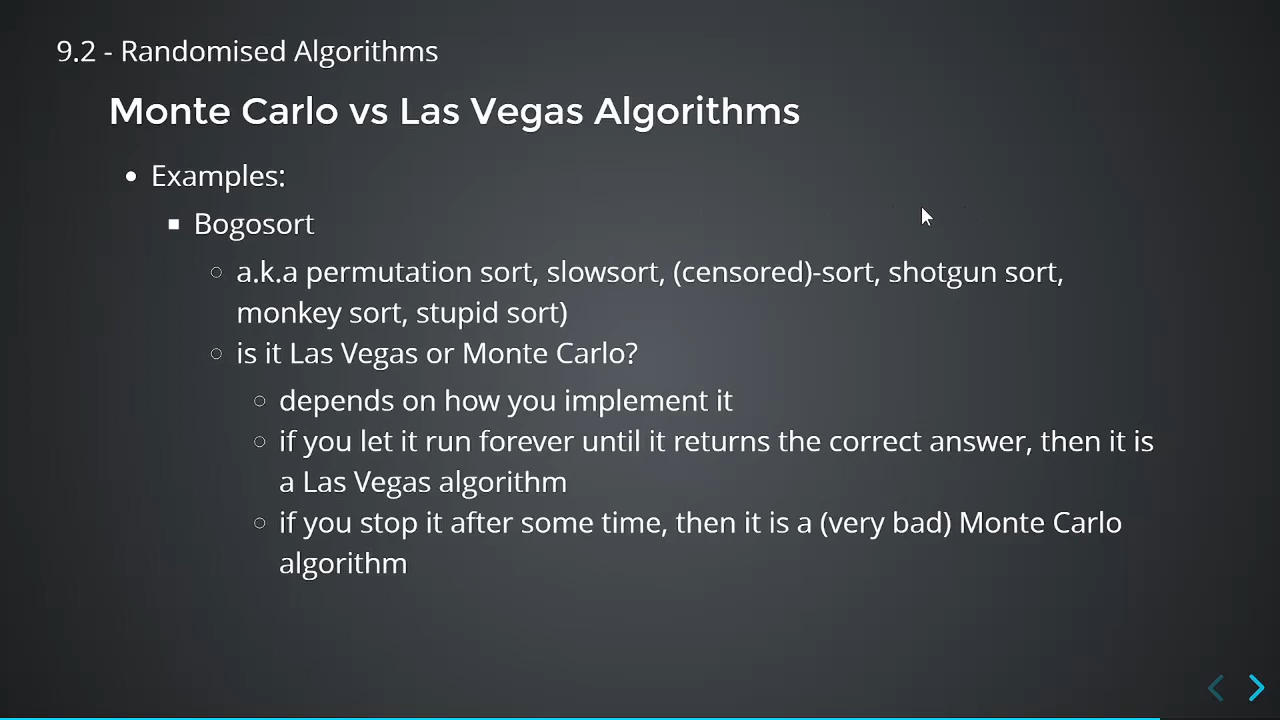 9.2 - Randomised Algorithms
Monte Carlo vs Las Vegas Algorithms
Examples:
Bogosort
a.k.a permutation sort, slowsort, (censored)-sort, shotgun sort,
monkey sort, stupid sort)
is it Las Vegas or Monte Carlo?
depends on how you implement it
if you let it run forever until it returns the correct answer, then it is
a Las Vegas algorithm
if you stop it after some time, then it is a (very bad) Monte Carlo
algorithm